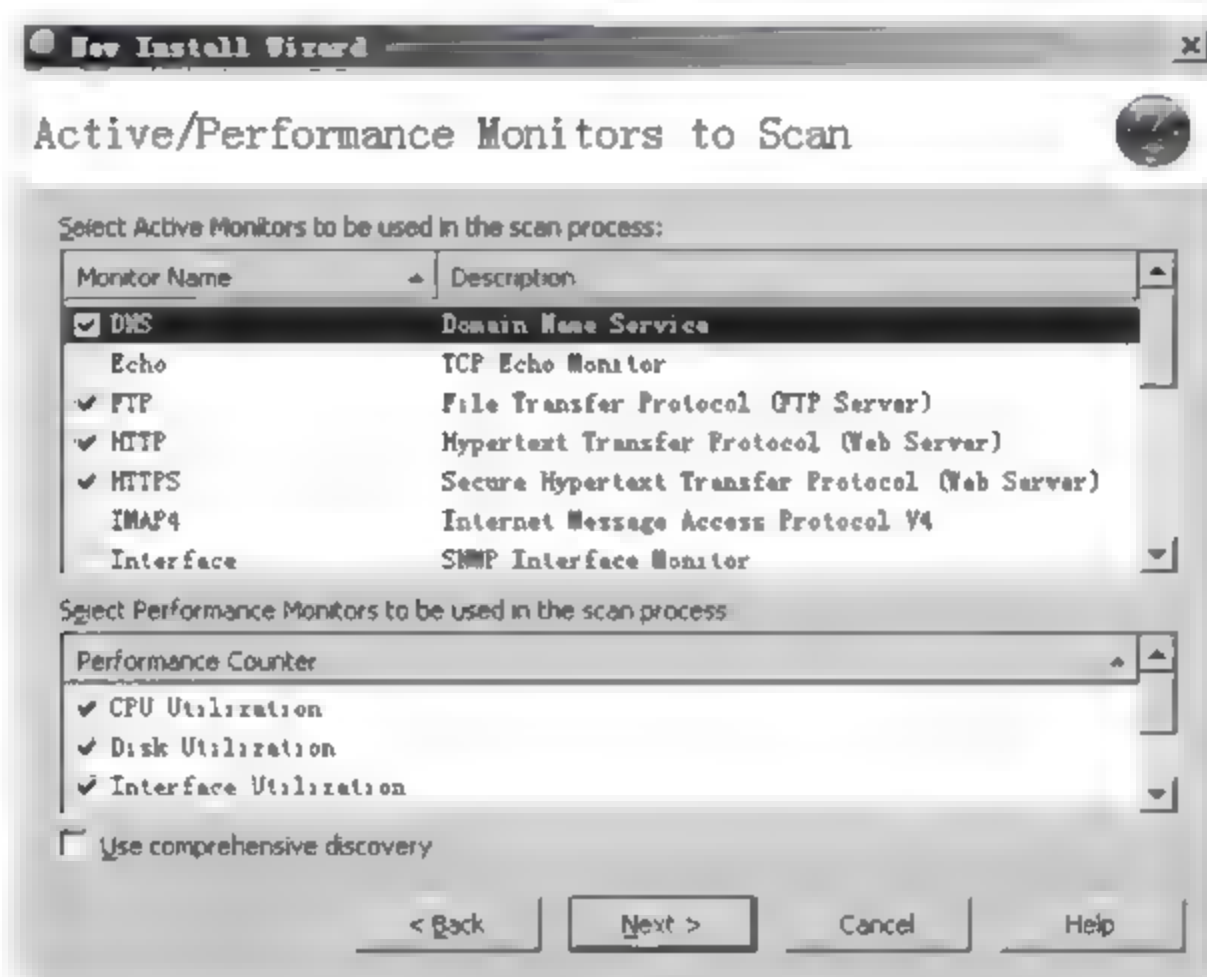 New Install Wizard
Active/Performance Monitors to Scan
Select Active Monitors to be used in the scan process:
Monitor Name Description
DNS Domain Name Service
Echo TCP Echo Monitor
FTP File Transfer Protocol (FTP Server)
HTTP Hypertext Transfer Protocol (Web Server)
HTTPS Secure Hypertext Transfer Protocol (Web Server)
IMAP4 Internet Message Access Protocol V4
Interface SNMP Interface Monitor
Select Performance Monitors to be used in the scan process
Performance Counter
CPU Utilization
Disk Utilization
Interface Utilization
Use comprehensive discovery
< Back Next > Cancel Help